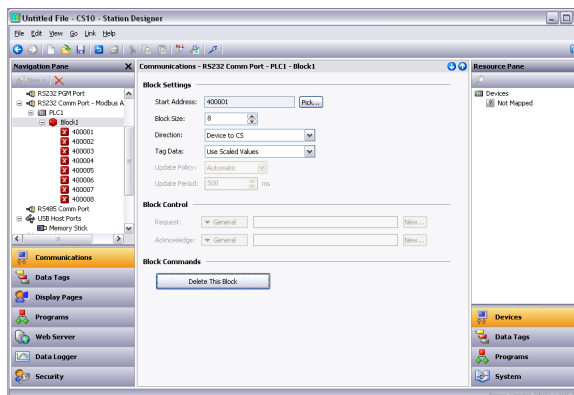 Untitled File - CS10 - Station Designer
File Edit View Go Link Help
Navigation Pane
New
RS232 PGM Port
RS232 Comm Port - Modbus A
PLC1
Block1
400001
400002
400003
400004
400005
400006
400007
400008
RS485 Comm Port
USB Host Ports
Memory Stick
Communications
Data Tags
Display Pages
Programs
Web Server
Data Logger
Security
Communications - RS232 Comm Port - PLC1 - Block1
Block Settings
Start Address: 400001 Pick...
Block Size: 8
Direction: Device to CS
Tag Data: Use Scaled Values
Update Policy: Automatic
Update Period: 500 ms
Block Control
Request: General New...
Acknowledge: General New...
Block Commands
Delete This Block
Resource Pane
Devices
Not Mapped
Devices
Data Tags
Programs
System